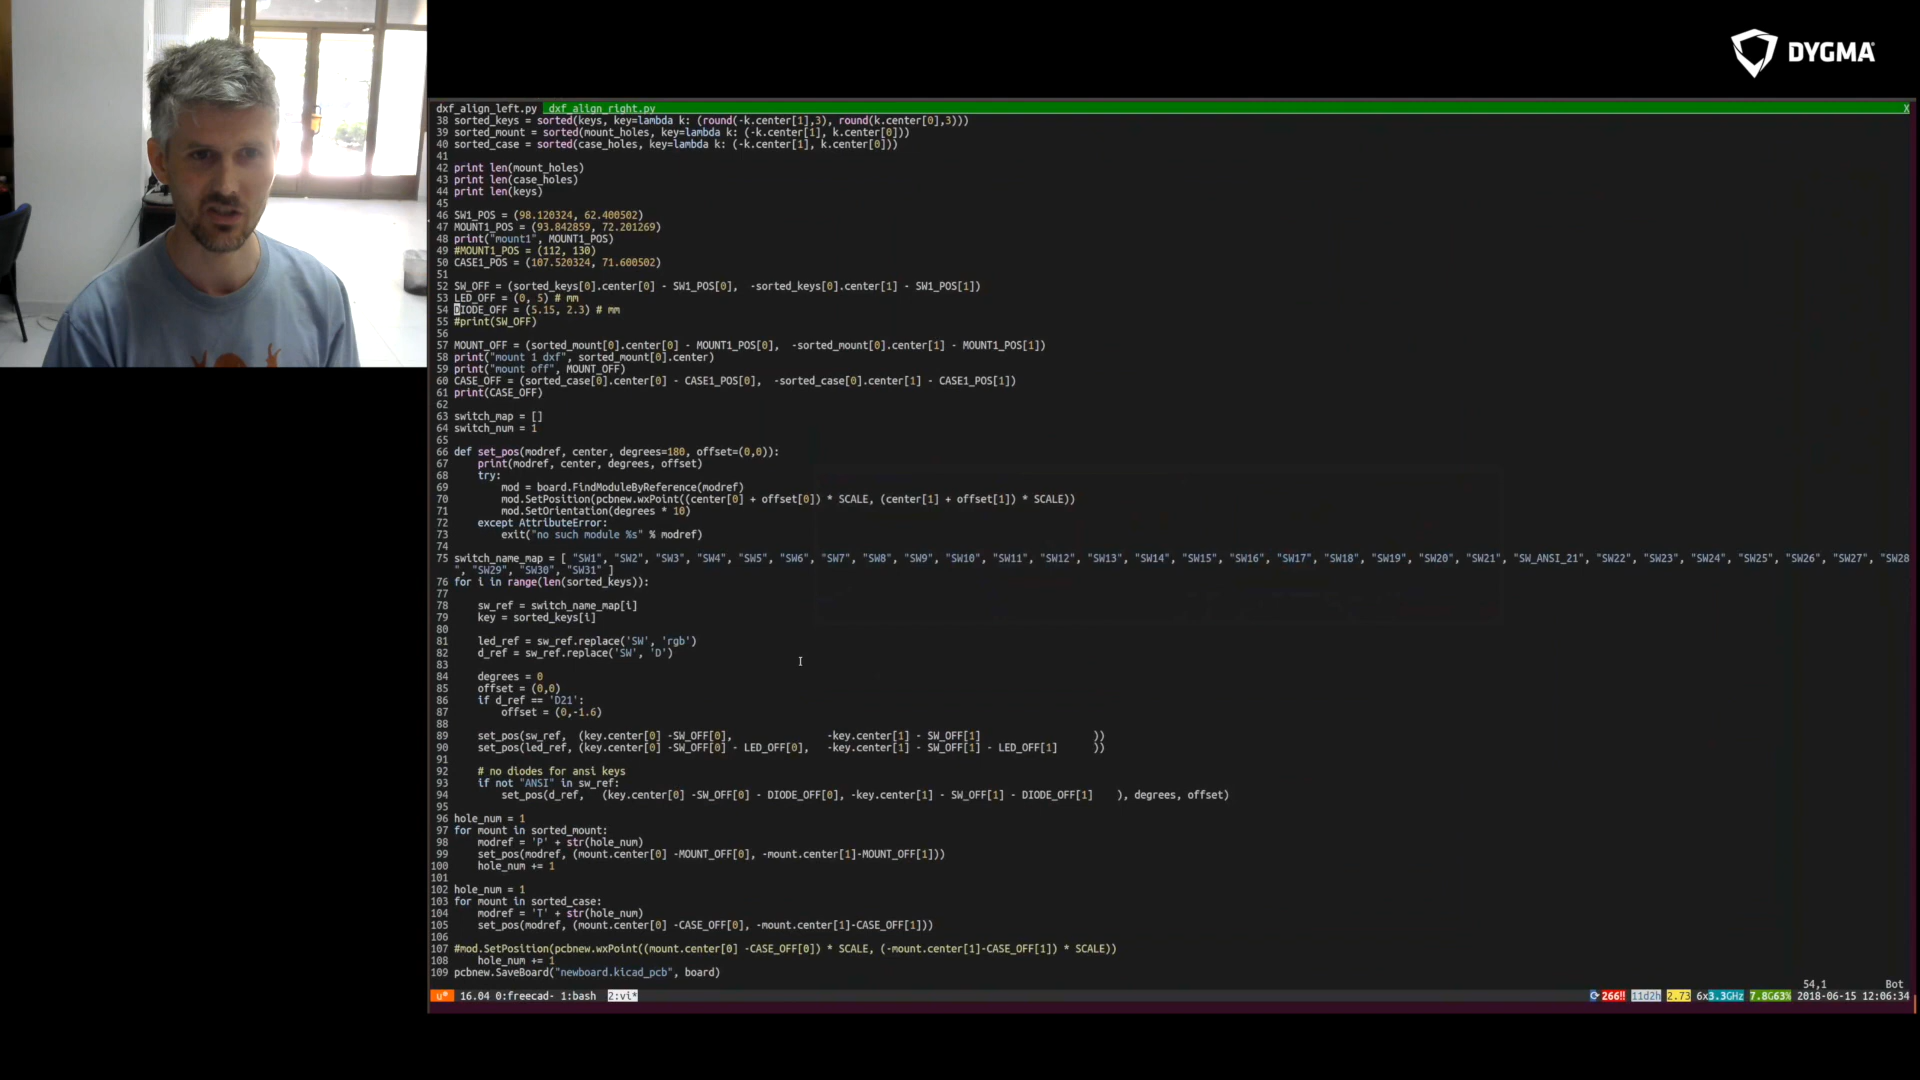 DYGMA
dxf_align_left.py dxf_align_right.py X
38 sorted_keys = sorted(keys, key=lambda k: (round(-k.center[1],3), round(k.center[0],3)))
39 sorted_mount = sorted(mount_holes, key=lambda k: (-k.center[1], k.center[0]))
40 sorted_case = sorted(case_holes, key=lambda k: (-k.center[1], k.center[0]))
41
42 print len(mount_holes)
43 print len(case_holes)
44 print len(keys)
45
46 SW1_POS = (98.120324, 62.400502)
47 MOUNT1_POS = (93.842859, 72.201269)
48 print("mount1", MOUNT1_POS)
49 #MOUNT1_POS = (112, 130)
50 CASE1_POS = (107.520324, 71.600502)
51
52 SW_OFF = (sorted_keys[0].center[0] - SW1_POS[0],  -sorted_keys[0].center[1] - SW1_POS[1])
53 LED_OFF = (0, 5) # mm
54 DIODE_OFF = (5.15, 2.3) # mm
55 #print(SW_OFF)
56
57 MOUNT_OFF = (sorted_mount[0].center[0] - MOUNT1_POS[0],  -sorted_mount[0].center[1] - MOUNT1_POS[1])
58 print("mount 1 dxf", sorted_mount[0].center)
59 print("mount off", MOUNT_OFF)
60 CASE_OFF = (sorted_case[0].center[0] - CASE1_POS[0],  -sorted_case[0].center[1] - CASE1_POS[1])
61 print(CASE_OFF)
62
63 switch_map = []
64 switch_num = 1
65
66 def set_pos(modref, center, degrees=180, offset=(0,0)):
67     print(modref, center, degrees, offset)
68     try:
69         mod = board.FindModuleByReference(modref)
70         mod.SetPosition(pcbnew.wxPoint((center[0] + offset[0]) * SCALE, (center[1] + offset[1]) * SCALE))
71         mod.SetOrientation(degrees * 10)
72     except AttributeError:
73         exit("no such module %s" % modref)
74
75 switch_name_map = [ "SW1", "SW2", "SW3", "SW4", "SW5", "SW6", "SW7", "SW8", "SW9", "SW10", "SW11", "SW12", "SW13", "SW14", "SW15", "SW16", "SW17", "SW18", "SW19", "SW20", "SW21", "SW_ANSI_21", "SW22", "SW23", "SW24", "SW25", "SW26", "SW27", "SW28
", "SW29", "SW30", "SW31" ]
76 for i in range(len(sorted_keys)):
77
78     sw_ref = switch_name_map[i]
79     key = sorted_keys[i]
80
81     led_ref = sw_ref.replace('SW', 'rgb')
82     d_ref = sw_ref.replace('SW', 'D')
83
84     degrees = 0
85     offset = (0,0)
86     if d_ref == 'D21':
87         offset = (0,-1.6)
88
89     set_pos(sw_ref,  (key.center[0] -SW_OFF[0],                -key.center[1] - SW_OFF[1]                   ))
90     set_pos(led_ref, (key.center[0] -SW_OFF[0] - LED_OFF[0],   -key.center[1] - SW_OFF[1] - LED_OFF[1]      ))
91
92     # no diodes for ansi keys
93     if not "ANSI" in sw_ref:
94         set_pos(d_ref,   (key.center[0] -SW_OFF[0] - DIODE_OFF[0], -key.center[1] - SW_OFF[1] - DIODE_OFF[1]    ), degrees, offset)
95
96 hole_num = 1
97 for mount in sorted_mount:
98     modref = 'P' + str(hole_num)
99     set_pos(modref, (mount.center[0] -MOUNT_OFF[0], -mount.center[1]-MOUNT_OFF[1]))
100     hole_num += 1
101
102 hole_num = 1
103 for mount in sorted_case:
104     modref = 'T' + str(hole_num)
105     set_pos(modref, (mount.center[0] -CASE_OFF[0], -mount.center[1]-CASE_OFF[1]))
106
107 #mod.SetPosition(pcbnew.wxPoint((mount.center[0] -CASE_OFF[0]) * SCALE, (-mount.center[1]-CASE_OFF[1]) * SCALE))
108     hole_num += 1
109 pcbnew.SaveBoard("newboard.kicad_pcb", board)
54,1 Bot
u* 16.04 0:freecad- 1:bash 2:vi* 266!! 11d2h 2.73 6x3.3GHz 7.8G63% 2018-06-15 12:06:34